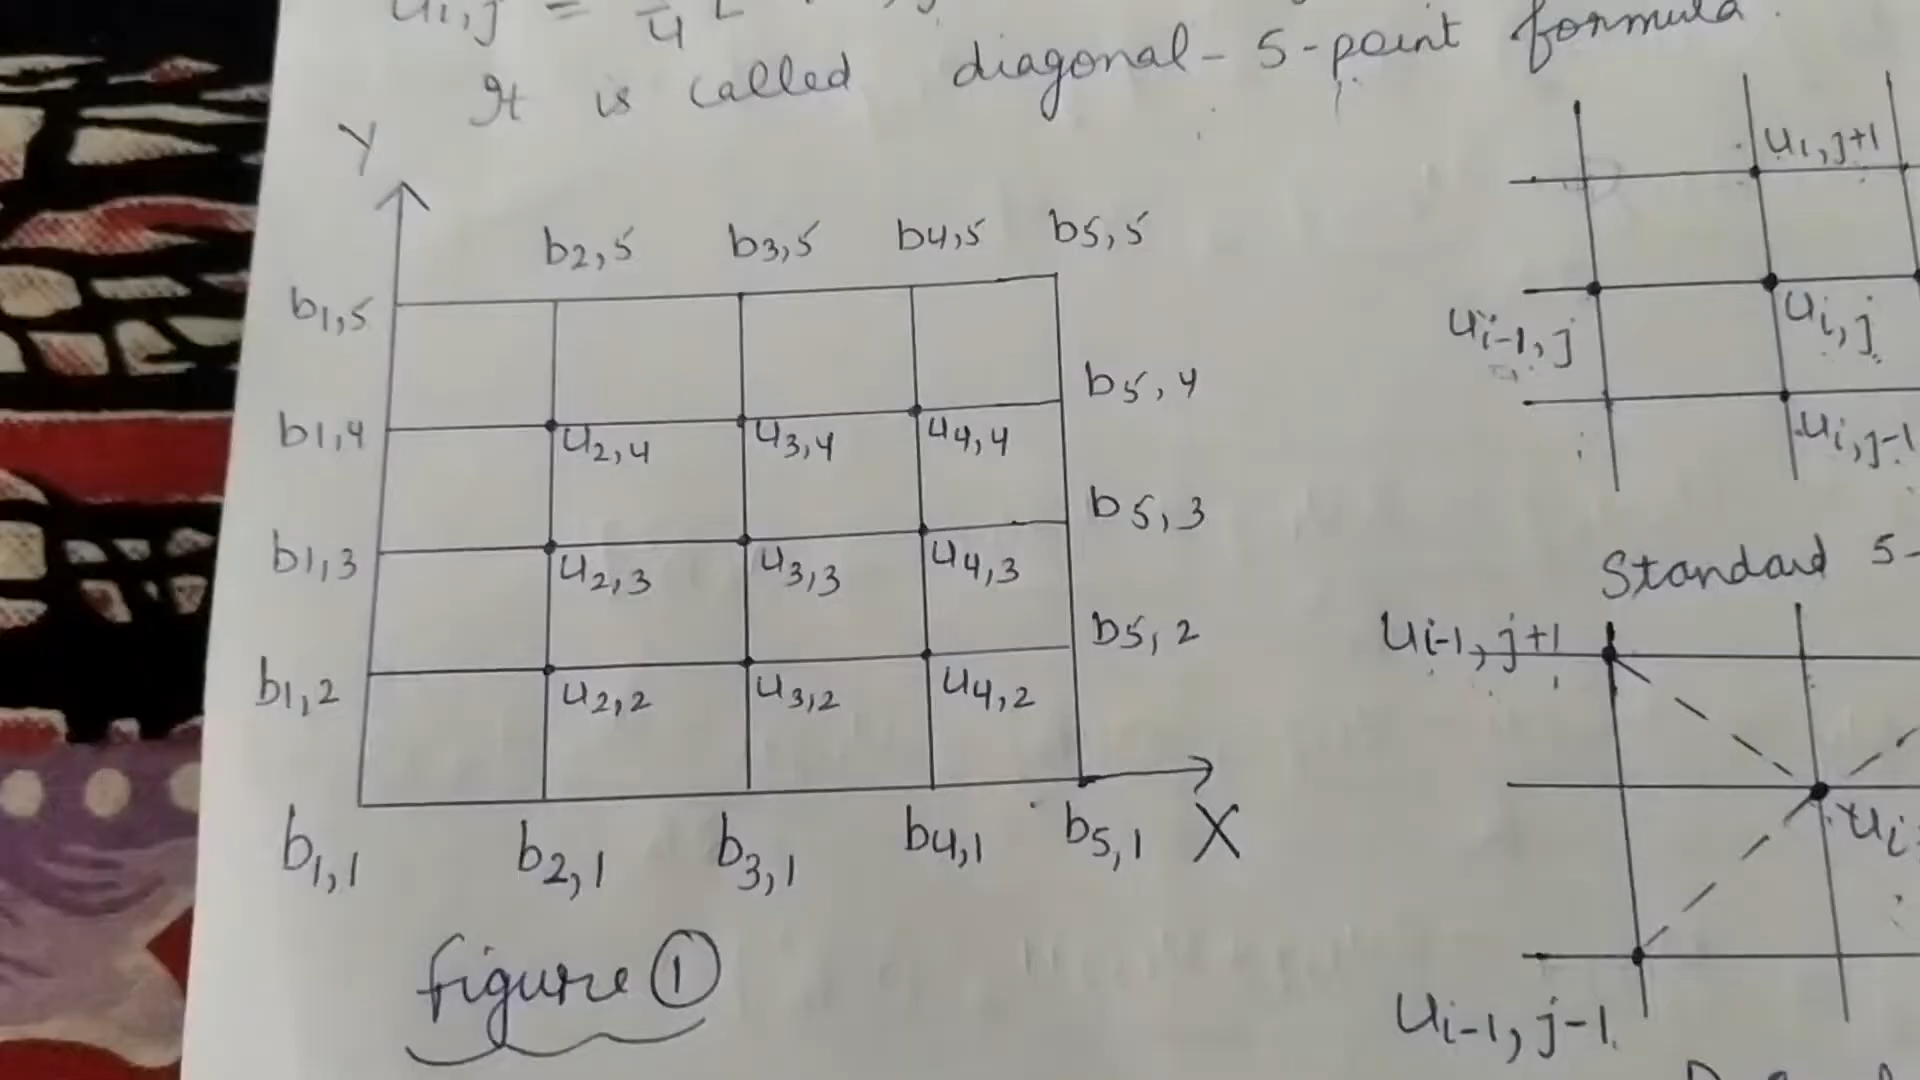 It is called diagonal-5-point formula.
Y
b2,5 b3,5 b4,5 b5,5
b1,5
b5,4
b1,4 u2,4 u3,4 u4,4
b5,3
b1,3 u2,3 u3,3 u4,3
b5,2
b1,2 u2,2 u3,2 u4,2
b1,1 b2,1 b3,1 b4,1 b5,1 X
figure ①
ui,j+1
ui-1,j ui,j
ui,j-1
Standard 5-
ui-1,j+1
ui-1,j-1